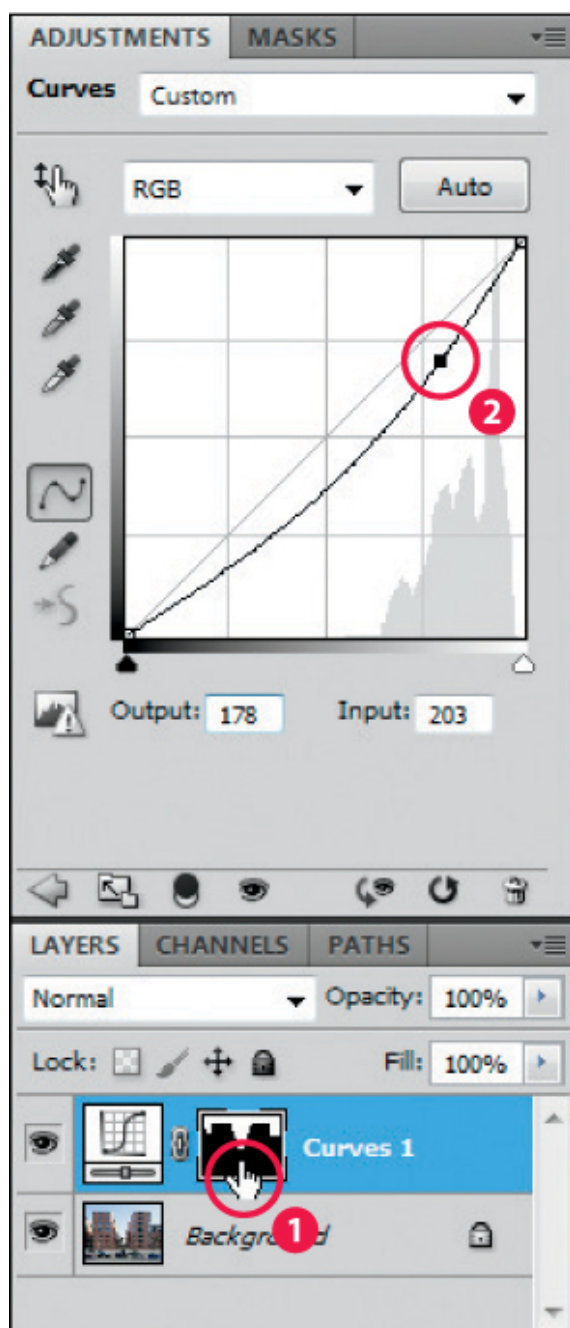 ADJUSTMENTS MASKS
Curves Custom
RGB Auto
2
Output: 178 Input: 203
LAYERS CHANNELS PATHS
Normal Opacity: 100%
Lock: Fill: 100%
Curves 1
1